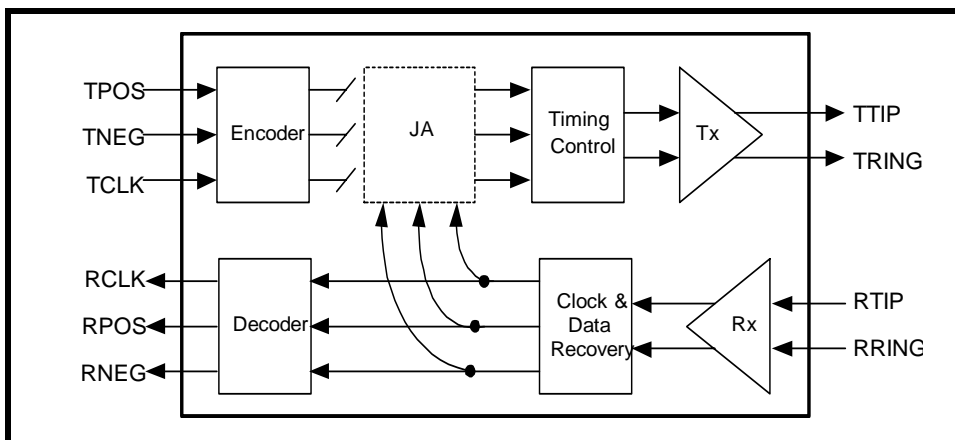 TPOS
TNEG
TCLK
Encoder
JA
Timing
Control
Tx
TTIP
TRING
RCLK
RPOS
RNEG
Decoder
Clock &
Data
Recovery
Rx
RTIP
RRING